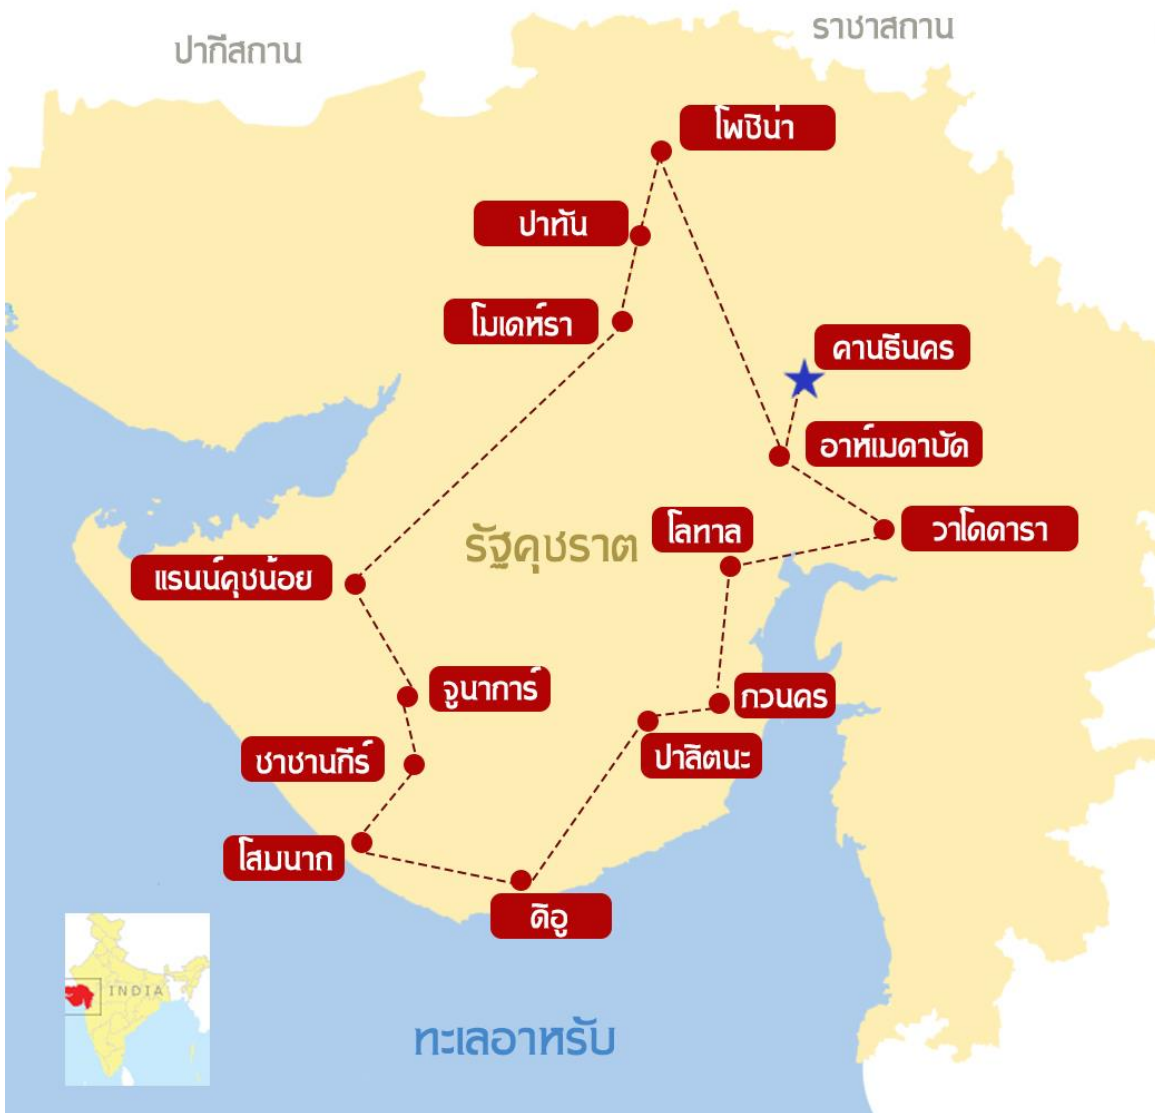 ราชาสถาน
ปากีสถาน
โพชิน่า
ปาทัน
โมเดห์รา
คานธีนคร
อาห์เมดาบัด
โลทาล
วาโดดารา
รัฐคุชราต
แรนน์คุชน้อย
จูนาการ์
กวนคร
ชาชานกีร์
ปาลิตนะ
โสมนาถ
ดีอู
INDIA
ทะเลอาหรับ